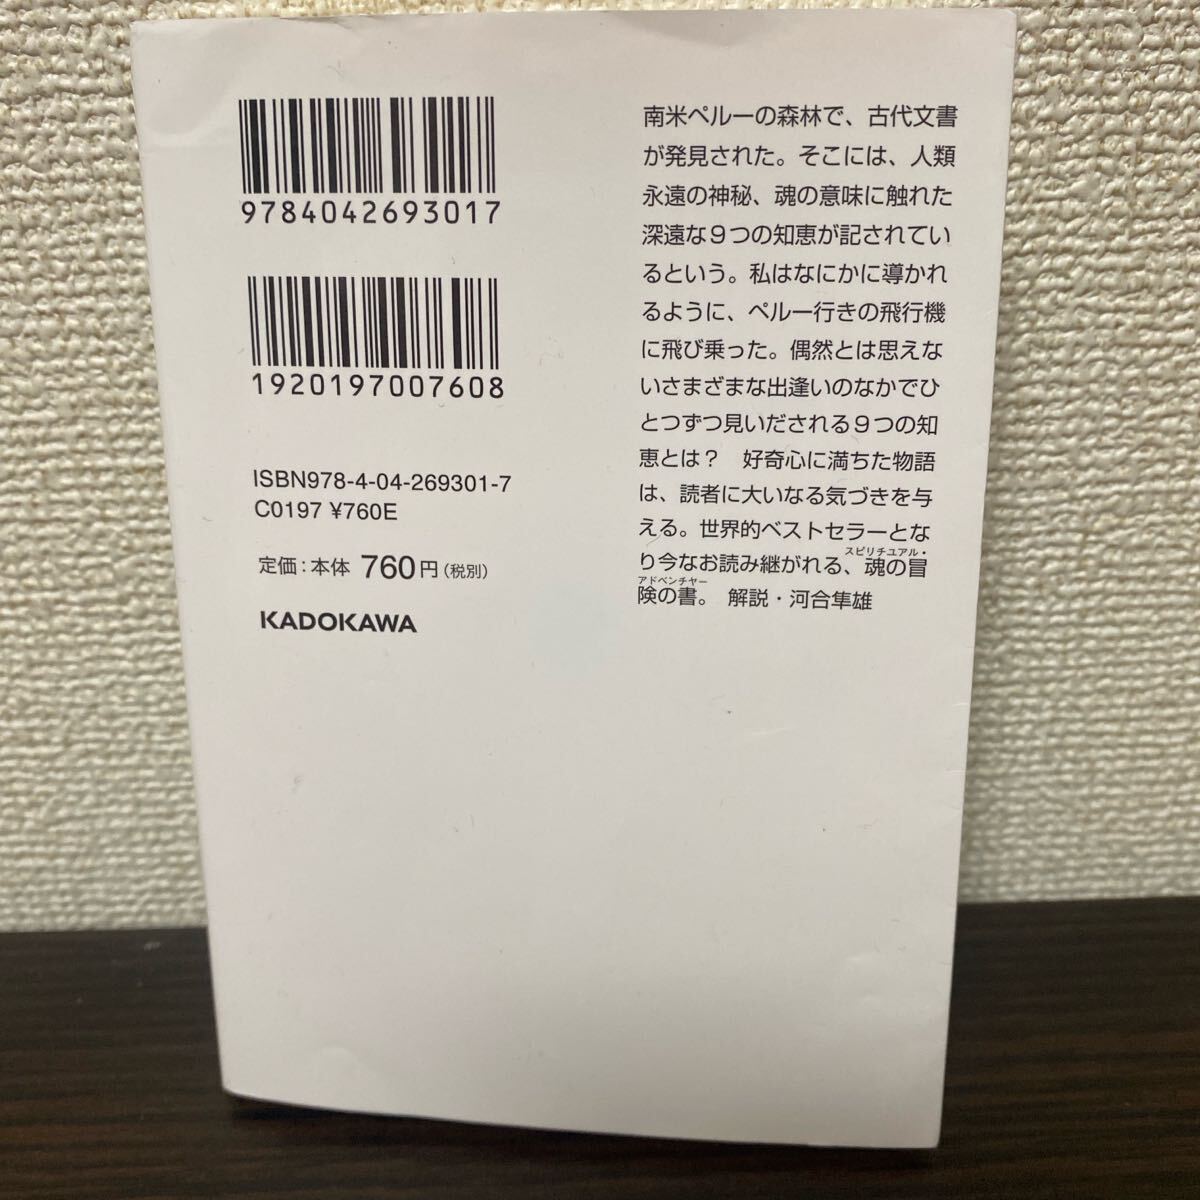 9784042693017
1920197007608
ISBN978-4-04-269301-7
C0197 ¥760E
定価:本体 760円(税別)
KADOKAWA
南米ペルーの森林で、古代文書
が発見された。そこには、人類
永遠の神秘、魂の意味に触れた
深遠な9つの知恵が記されてい
るという。私はなにかに導かれ
るように、ペルー行きの飛行機
に飛び乗った。偶然とは思えな
いさまざまな出逢いのなかでひ
とつずつ見いだされる9つの知
恵とは? 好奇心に満ちた物語
は、読者に大いなる気づきを与
える。世界的ベストセラーとな
スピリチュアル・
り今なお読み継がれる、魂の冒
アドベンチャー
険の書。 解説・河合隼雄